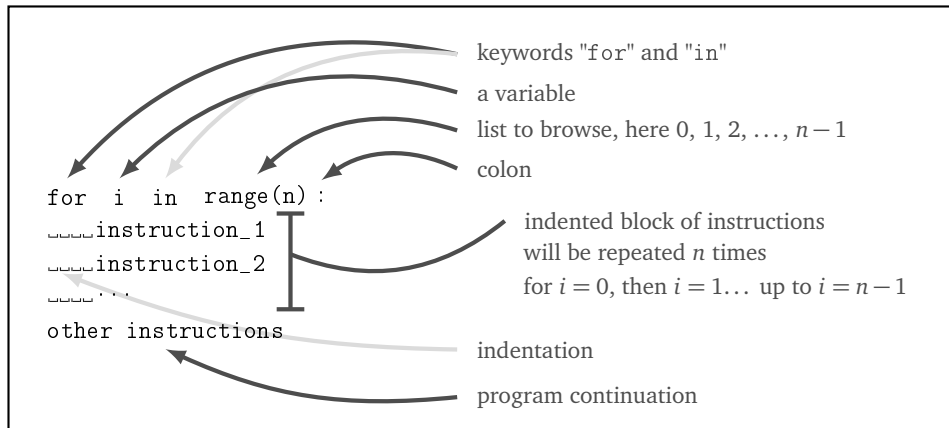 keywords "for" and "in"
a variable
list to browse, here 0, 1, 2, ..., n − 1
colon
for i in range(n) :
␣␣␣␣instruction_1
␣␣␣␣instruction_2
␣␣␣␣...
other instructions
indented block of instructions
will be repeated n times
for i = 0, then i = 1... up to i = n − 1
indentation
program continuation